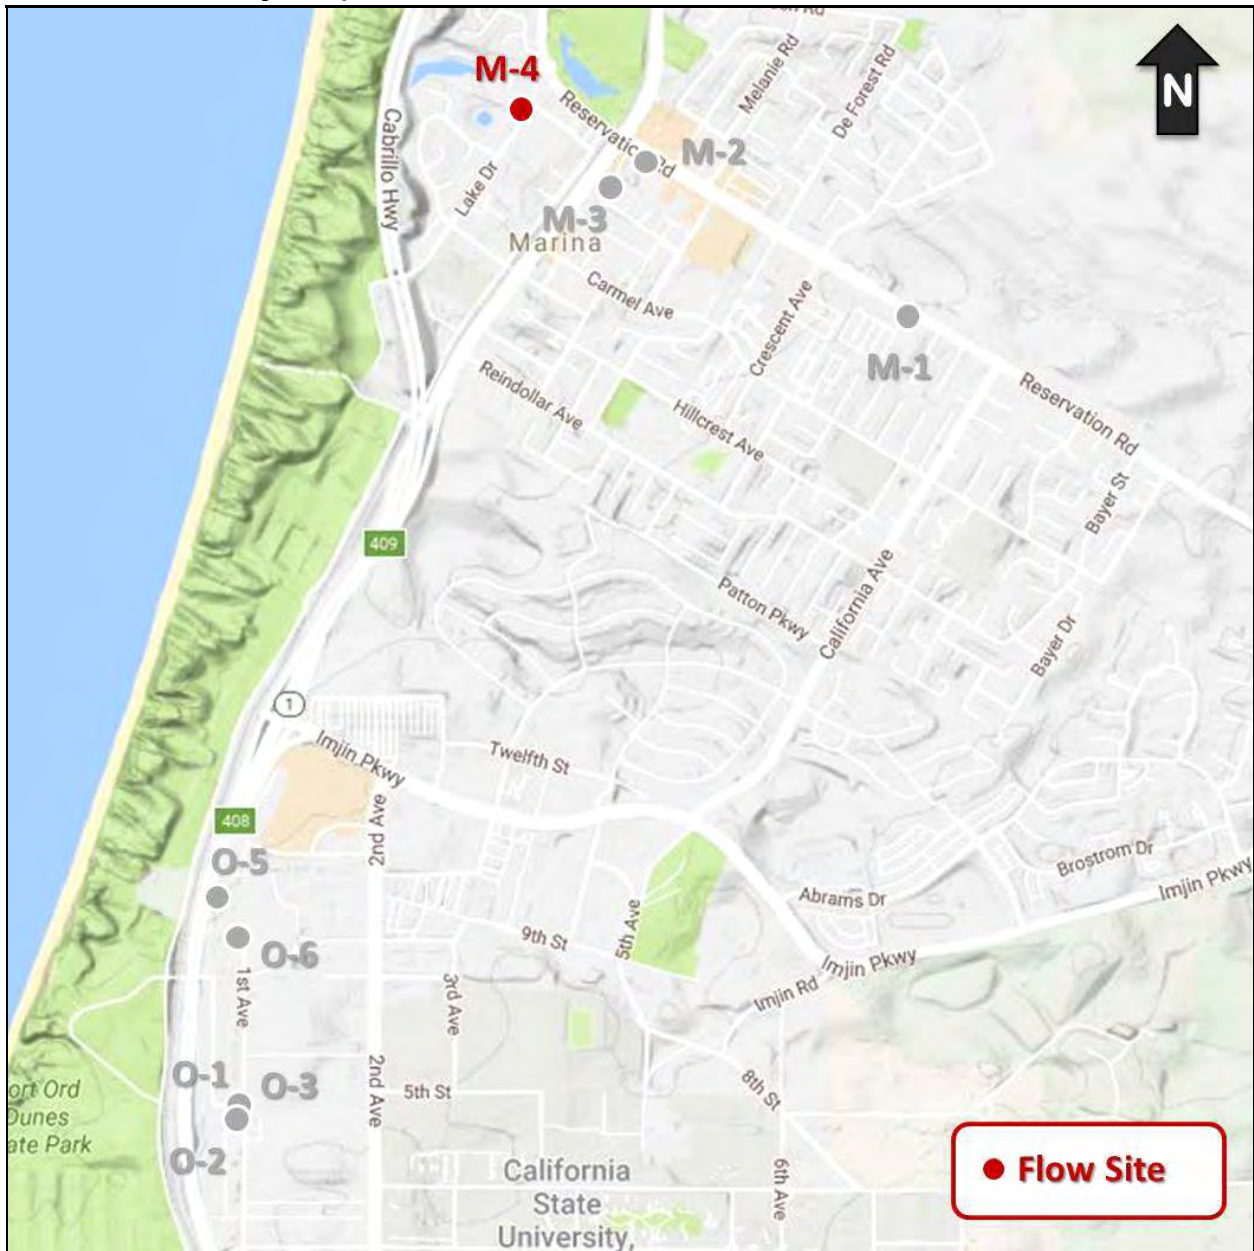 M-4
N
Melanie Rd
De Forest Rd
Cabrillo Hwy
Reservation Rd
M-2
Lake Dr
M-3
Marina
Carmel Ave
Crescent Ave
M-1
Reindollar Ave
Hillcrest Ave
Reservation Rd
Bayer St
409
Patton Pkwy
California Ave
Bayer Dr
1
Imjin Pkwy
Twelfth St
2nd Ave
408
O-5
Brostrom Dr
Imjin Pkwy
Abrams Dr
5th Ave
9th St
O-6
Imjin Pkwy
Imjin Rd
1st Ave
3rd Ave
O-1
O-3
2nd Ave
5th St
8th St
ort Ord
Dunes
ate Park
O-2
6th Ave
California
State
University,
Flow Site